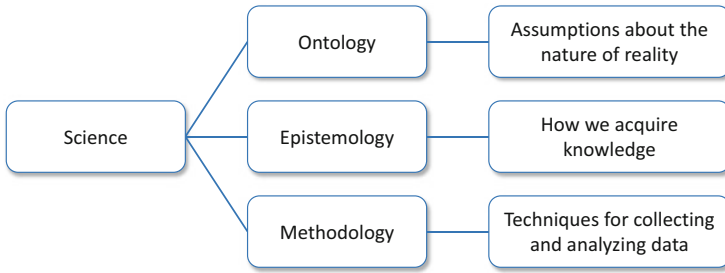 Science
Ontology
Assumptions about the
nature of reality
Epistemology
How we acquire
knowledge
Methodology
Techniques for collecting
and analyzing data